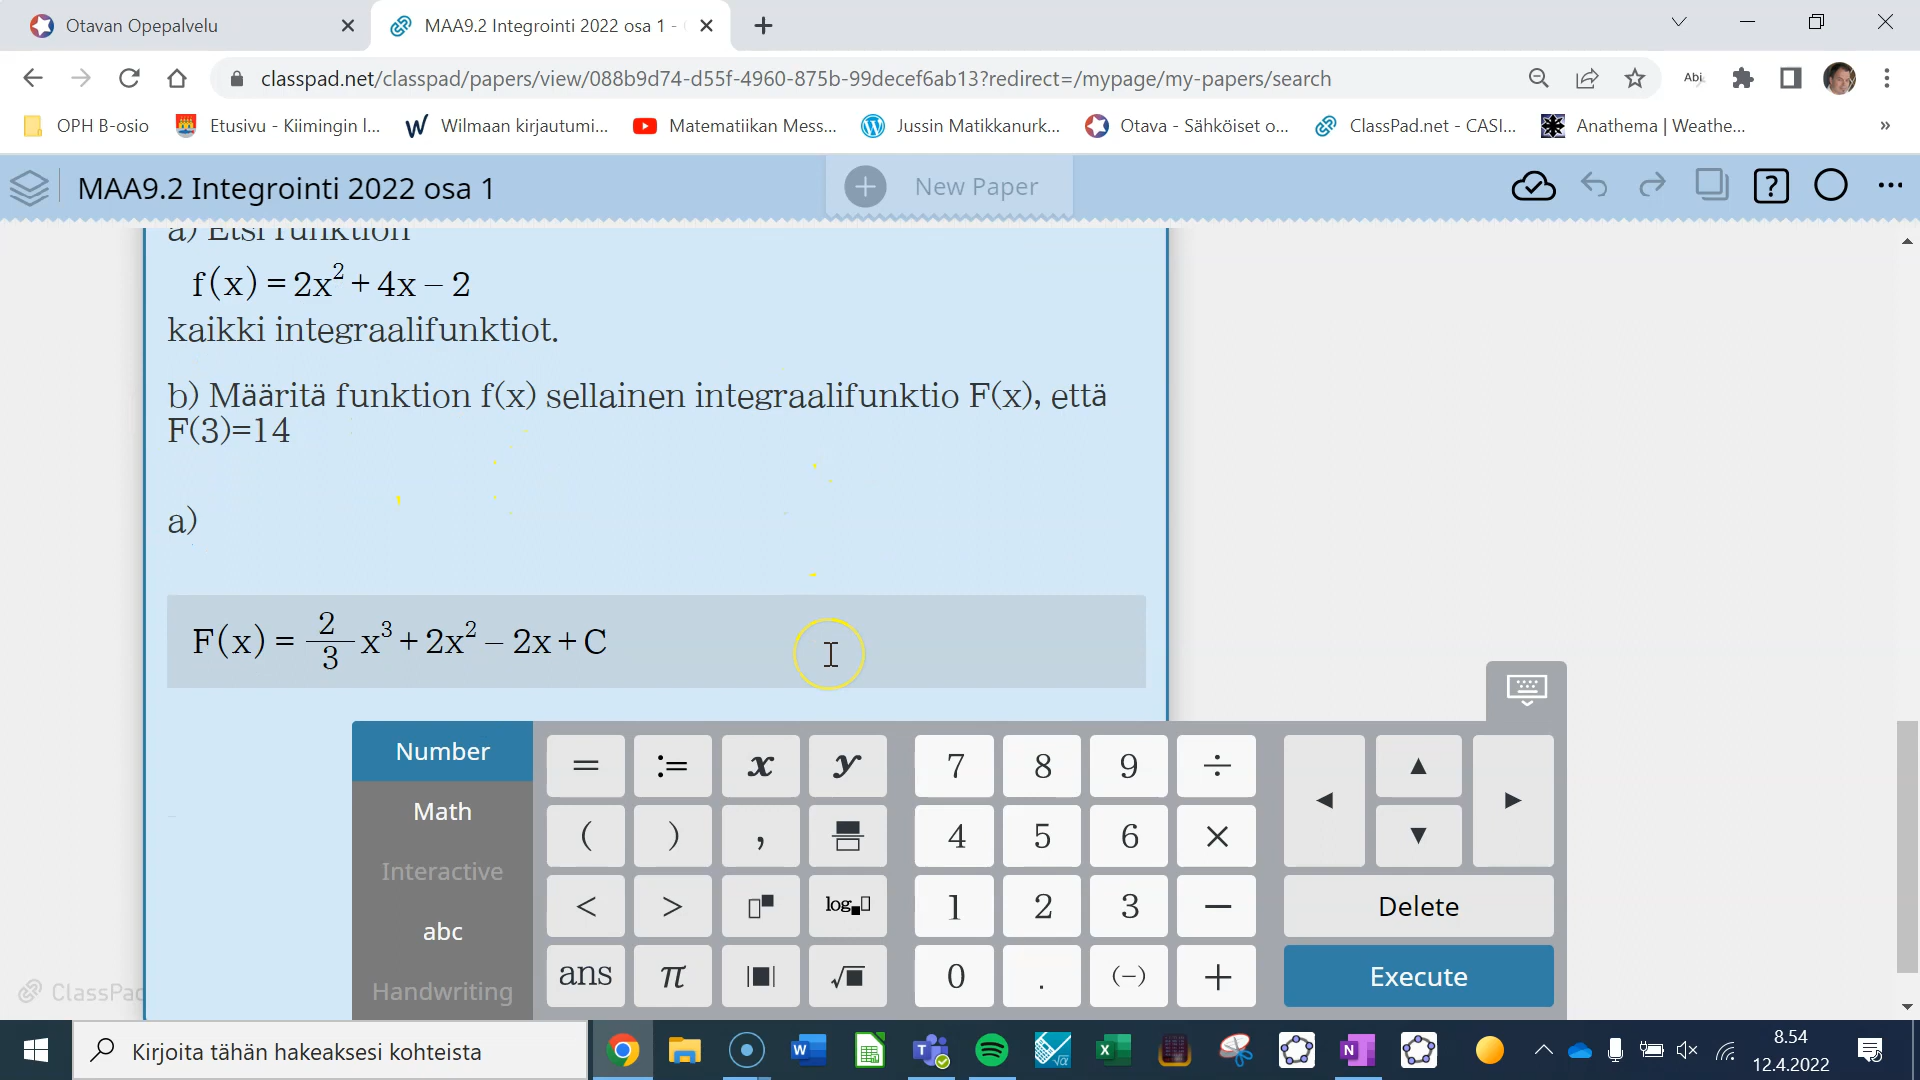 Otavan Opepalvelu
MAA9.2 Integrointi 2022 osa 1 -
classpad.net/classpad/papers/view/088b9d74-d55f-4960-875b-99decef6ab13?redirect=/mypage/my-papers/search
OPH B-osio Etusivu - Kiimingin l... Wilmaan kirjautumi... Matematiikan Mess... Jussin Matikkanurk... Otava - Sähköiset o... ClassPad.net - CASI... Anathema | Weathe... »
MAA9.2 Integrointi 2022 osa 1
New Paper
a) Etsi funktion
f(x) = 2x² + 4x – 2
kaikki integraalifunktiot.
b) Määritä funktion f(x) sellainen integraalifunktio F(x), että
F(3)=14
a)
F(x) = 2/3 x³ + 2x² – 2x + C
Number = := x y 7 8 9 ÷
Math ( ) , 4 5 6 ×
Interactive
abc < > log 1 2 3 − Delete
Handwriting ans π |■| √■ 0 . (−) + Execute
ClassPad
Kirjoita tähän hakeaksesi kohteista
8.54
12.4.2022